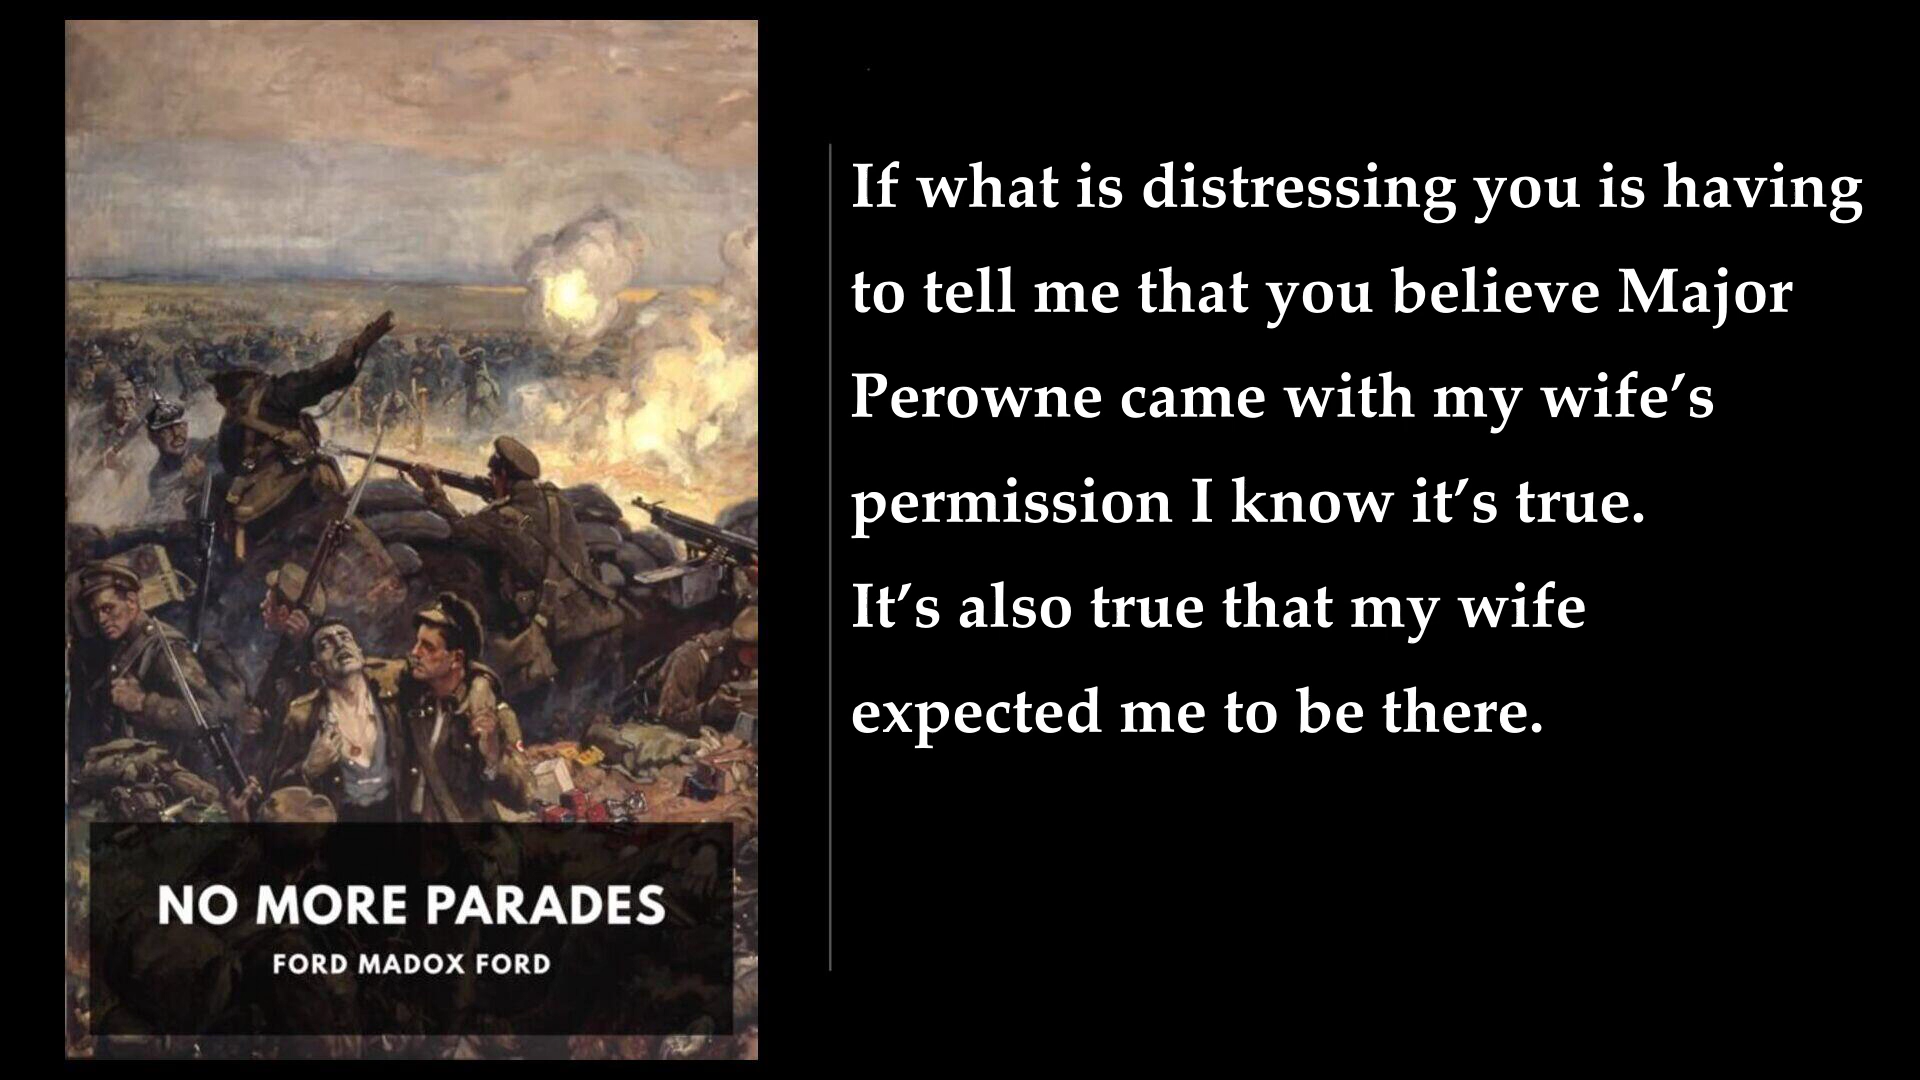 If what is distressing you is having
to tell me that you believe Major
Perowne came with my wife’s
permission I know it’s true.
It’s also true that my wife
expected me to be there.
NO MORE PARADES
FORD MADOX FORD